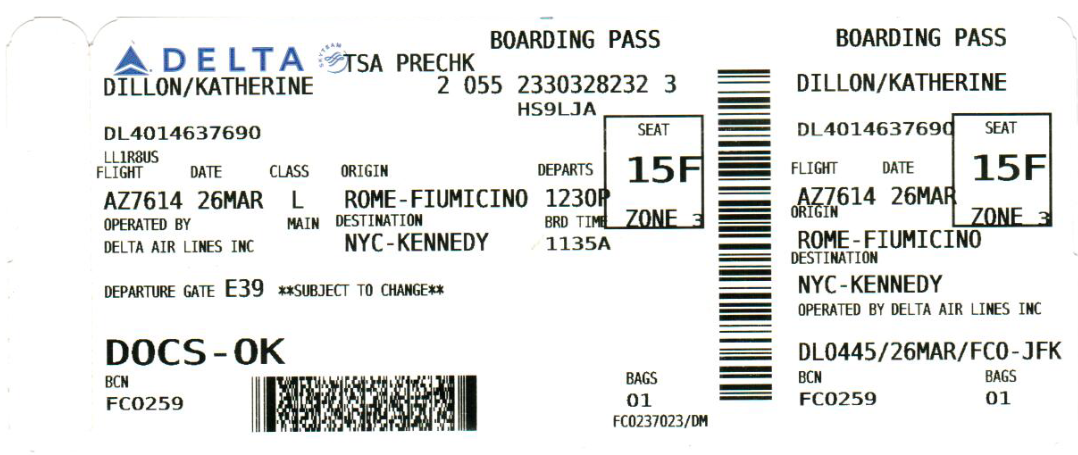 BOARDING PASS
DELTA SKYTEAM TSA PRECHK
DILLON/KATHERINE 2 055 2330328232 3
HS9LJA
DL4014637690
LL1R8US
SEAT
15F
ZONE 3
FLIGHT DATE CLASS ORIGIN DEPARTS
AZ7614 26MAR L ROME-FIUMICINO 1230P
OPERATED BY MAIN DESTINATION BRD TIME
DELTA AIR LINES INC NYC-KENNEDY 1135A
DEPARTURE GATE E39 **SUBJECT TO CHANGE**
DOCS-OK
BCN BAGS
FC0259 01
FC0237023/DM
BOARDING PASS
DILLON/KATHERINE
DL4014637690
SEAT
15F
ZONE 3
FLIGHT DATE
AZ7614 26MAR
ORIGIN
ROME-FIUMICINO
DESTINATION
NYC-KENNEDY
OPERATED BY DELTA AIR LINES INC
DL0445/26MAR/FCO-JFK
BCN BAGS
FC0259 01